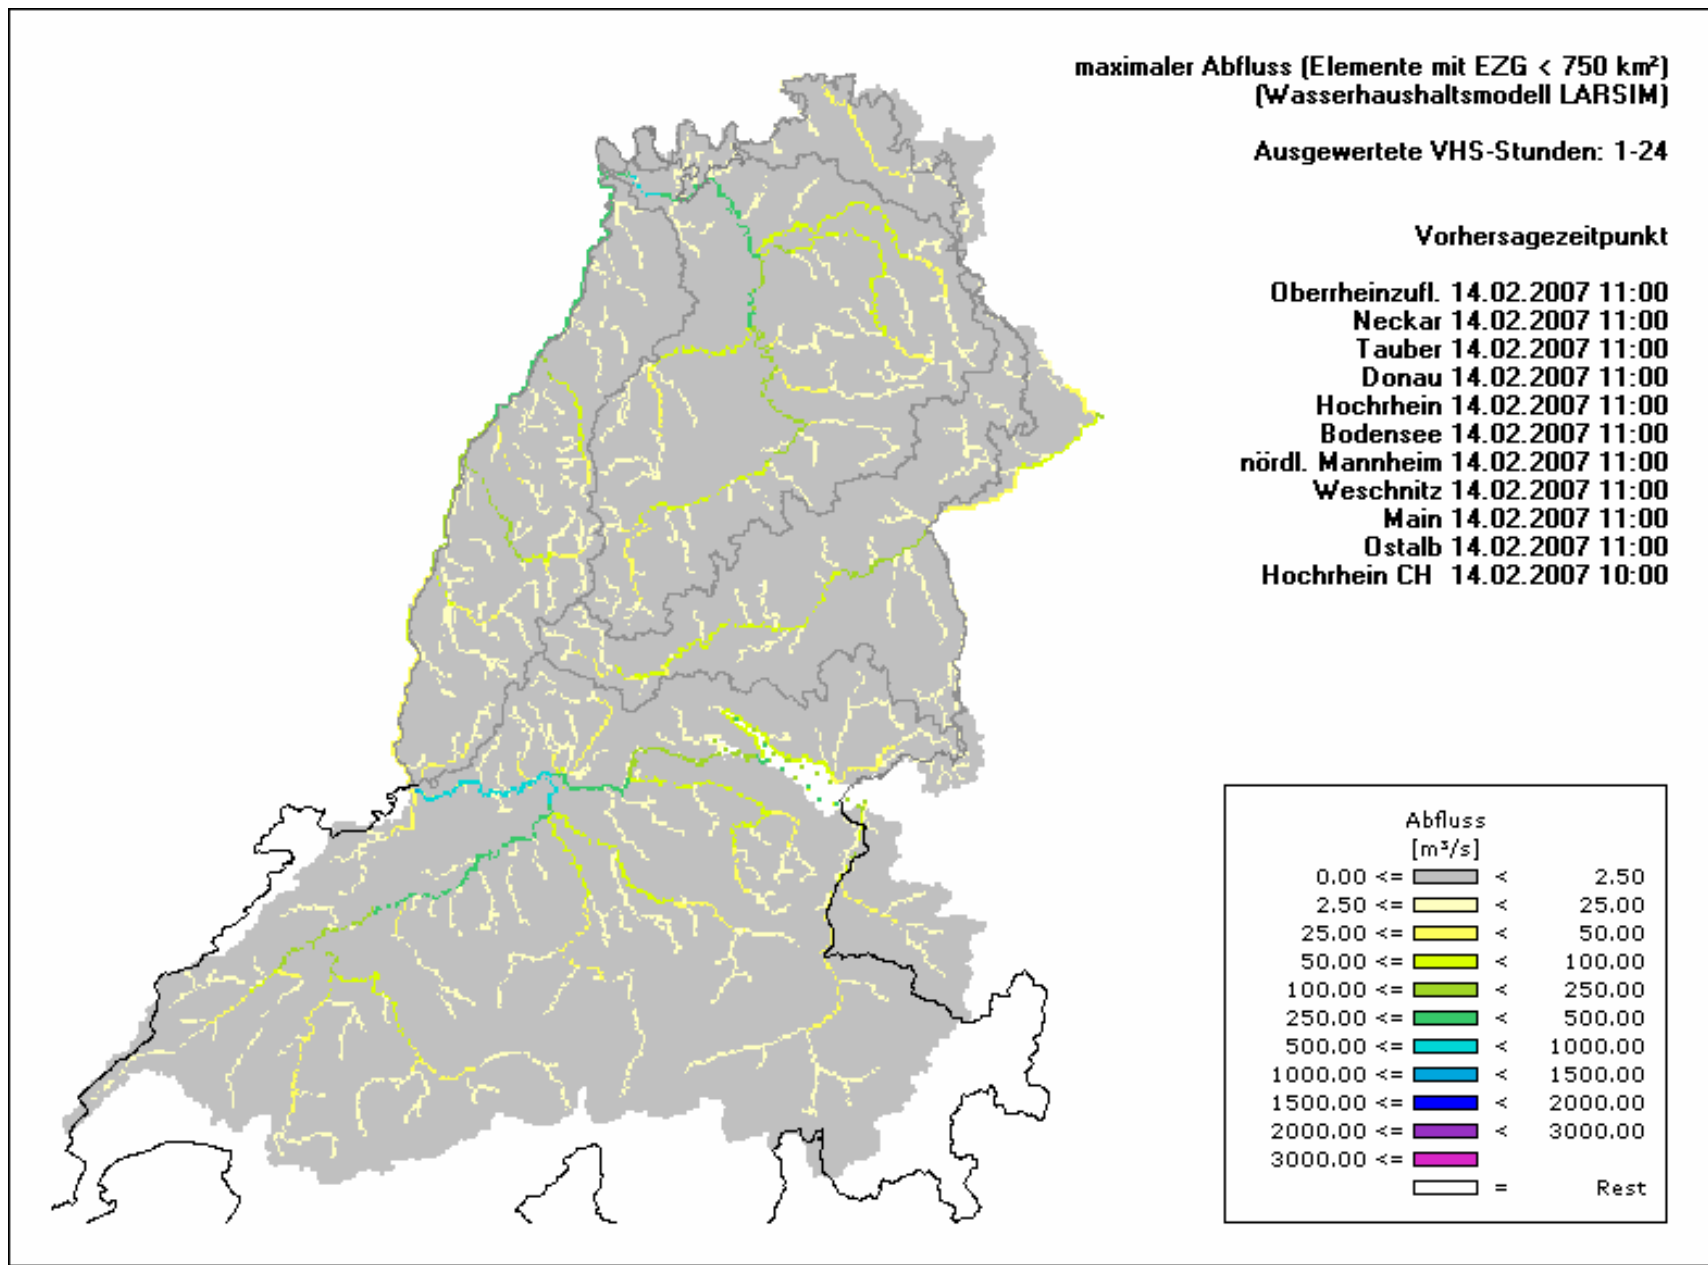 maximaler Abfluss (Elemente mit EZG < 750 km²)
(Wasserhaushaltsmodell LARSIM)
Ausgewertete VHS-Stunden: 1-24
Vorhersagezeitpunkt
Oberrheinzufl. 14.02.2007 11:00
Neckar 14.02.2007 11:00
Tauber 14.02.2007 11:00
Donau 14.02.2007 11:00
Hochrhein 14.02.2007 11:00
Bodensee 14.02.2007 11:00
nördl. Mannheim 14.02.2007 11:00
Weschnitz 14.02.2007 11:00
Main 14.02.2007 11:00
Ostalb 14.02.2007 11:00
Hochrhein CH 14.02.2007 10:00
Abfluss
[m³/s]
0.00 <= < 2.50
2.50 <= < 25.00
25.00 <= < 50.00
50.00 <= < 100.00
100.00 <= < 250.00
250.00 <= < 500.00
500.00 <= < 1000.00
1000.00 <= < 1500.00
1500.00 <= < 2000.00
2000.00 <= < 3000.00
3000.00 <=
= Rest